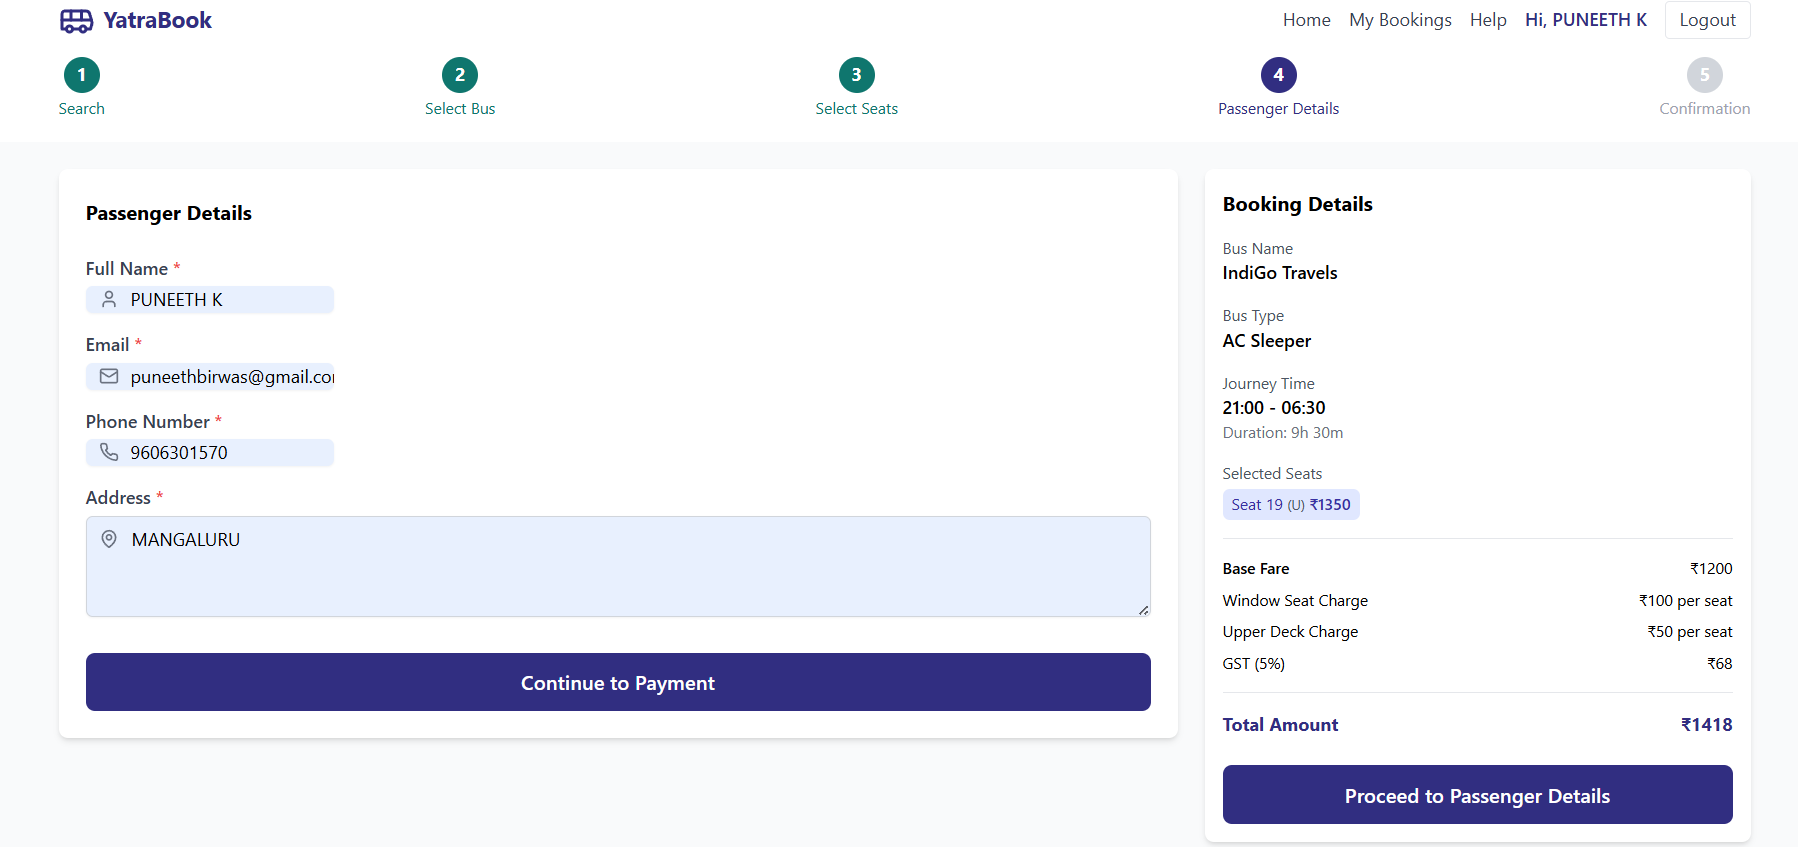 YatraBook
Home My Bookings Help Hi, PUNEETH K Logout
1 2 3 4 5
Search Select Bus Select Seats Passenger Details Confirmation
Passenger Details
Full Name *
PUNEETH K
Email *
puneethbirwas@gmail.co
Phone Number *
9606301570
Address *
MANGALURU
Continue to Payment
Booking Details
Bus Name
IndiGo Travels
Bus Type
AC Sleeper
Journey Time
21:00 - 06:30
Duration: 9h 30m
Selected Seats
Seat 19 (U) ₹1350
Base Fare ₹1200
Window Seat Charge ₹100 per seat
Upper Deck Charge ₹50 per seat
GST (5%) ₹68
Total Amount ₹1418
Proceed to Passenger Details